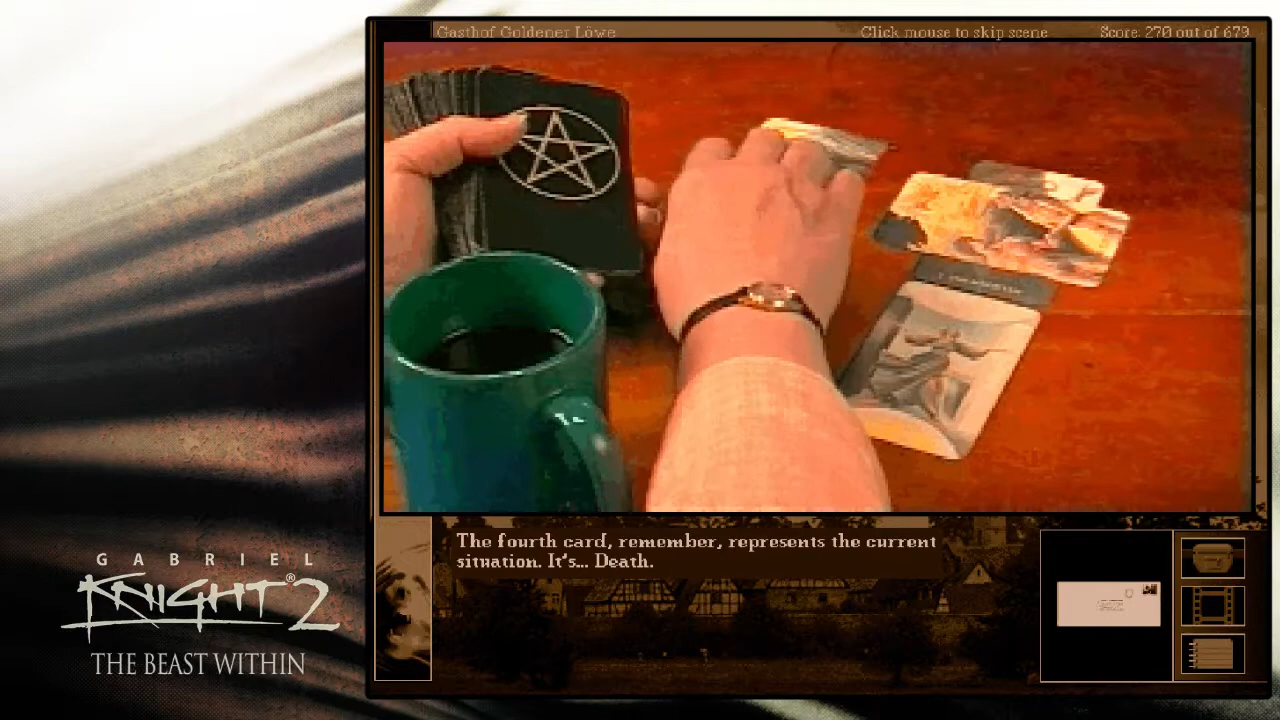 Gasthof Goldener Löwe
Click mouse to skip scene
Score: 270 out of 679
The fourth card, remember, represents the current
situation. It's... Death.
GABRIEL
KNIGHT® 2
THE BEAST WITHIN